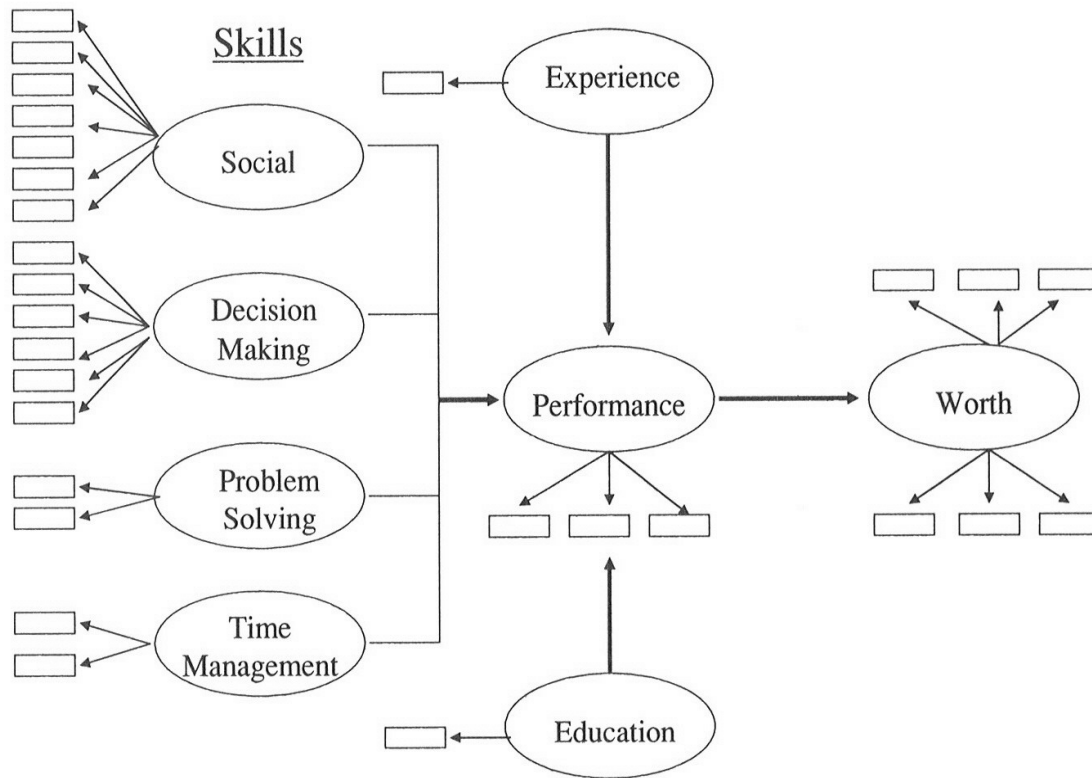 Skills
Experience
Social
Decision
Making
Performance
Worth
Problem
Solving
Time
Management
Education